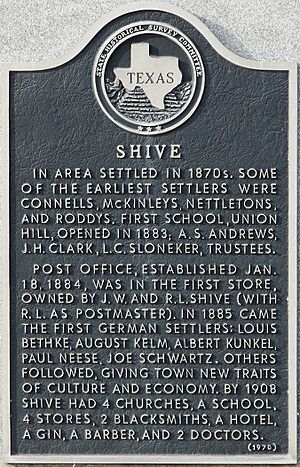 STATE HISTORICAL SURVEY COMMITTEE
TEXAS
SHIVE
IN AREA SETTLED IN 1870s. SOME
OF THE EARLIEST SETTLERS WERE
CONNELLS, McKINLEYS, NETTLETONS,
AND RODDYS. FIRST SCHOOL, UNION
HILL, OPENED IN 1883; A.S. ANDREWS,
J.H. CLARK, L.C. SLONEKER, TRUSTEES.
POST OFFICE, ESTABLISHED JAN.
18, 1884, WAS IN THE FIRST STORE,
OWNED BY J.W. AND R.L. SHIVE (WITH
R.L. AS POSTMASTER). IN 1885 CAME
THE FIRST GERMAN SETTLERS: LOUIS
BETHKE, AUGUST KELM, ALBERT KUNKEL,
PAUL NEESE, JOE SCHWARTZ. OTHERS
FOLLOWED, GIVING TOWN NEW TRAITS
OF CULTURE AND ECONOMY. BY 1908
SHIVE HAD 4 CHURCHES, A SCHOOL,
4 STORES, 2 BLACKSMITHS, A HOTEL,
A GIN, A BARBER, AND 2 DOCTORS.
(1970)